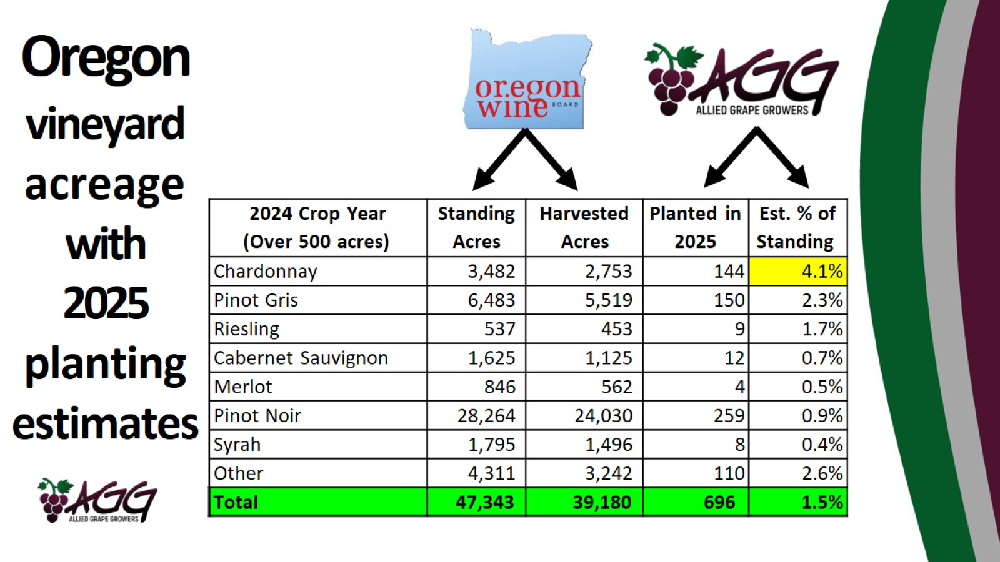 Oregon
vineyard
acreage
with
2025
planting
estimates
oregon
wine BOARD
AGG
ALLIED GRAPE GROWERS
2024 Crop Year (Over 500 acres) Standing Acres Harvested Acres Planted in 2025 Est. % of Standing
Chardonnay 3,482 2,753 144 4.1%
Pinot Gris 6,483 5,519 150 2.3%
Riesling 537 453 9 1.7%
Cabernet Sauvignon 1,625 1,125 12 0.7%
Merlot 846 562 4 0.5%
Pinot Noir 28,264 24,030 259 0.9%
Syrah 1,795 1,496 8 0.4%
Other 4,311 3,242 110 2.6%
Total 47,343 39,180 696 1.5%
AGG
ALLIED GRAPE GROWERS